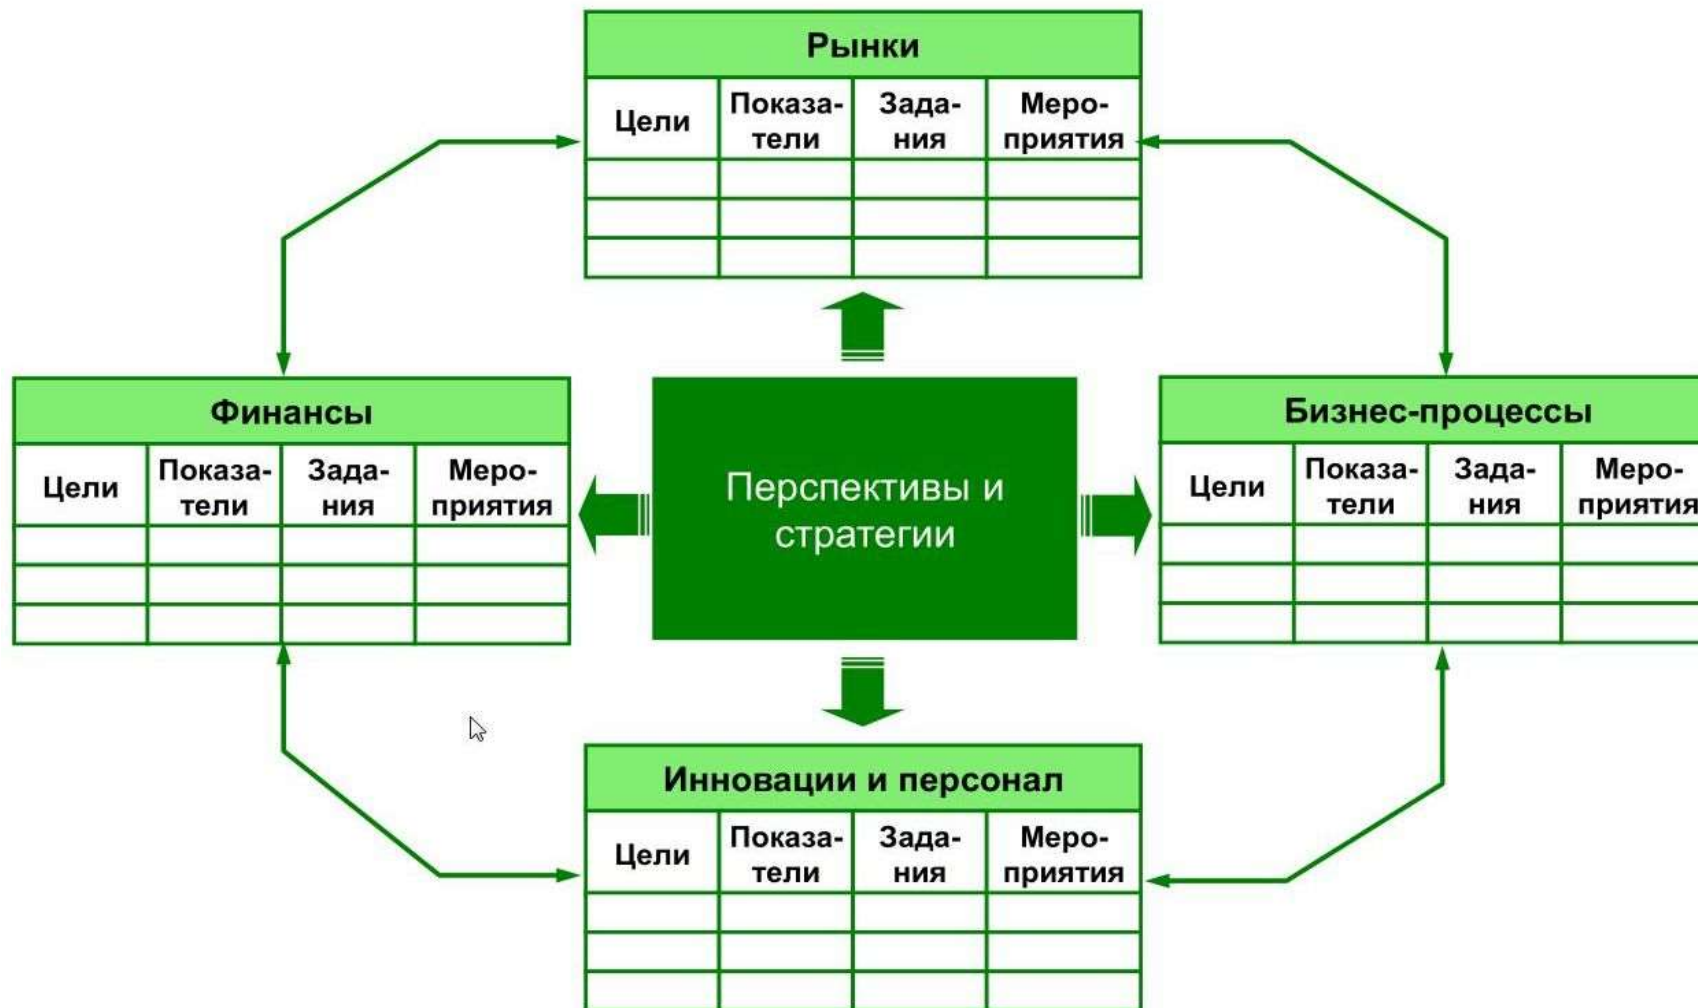 Рынки
Цели
Показа-
тели
Зада-
ния
Меро-
приятия
Финансы
Цели
Показа-
тели
Зада-
ния
Меро-
приятия
Перспективы и
стратегии
Бизнес-процессы
Цели
Показа-
тели
Зада-
ния
Меро-
приятия
Инновации и персонал
Цели
Показа-
тели
Зада-
ния
Меро-
приятия